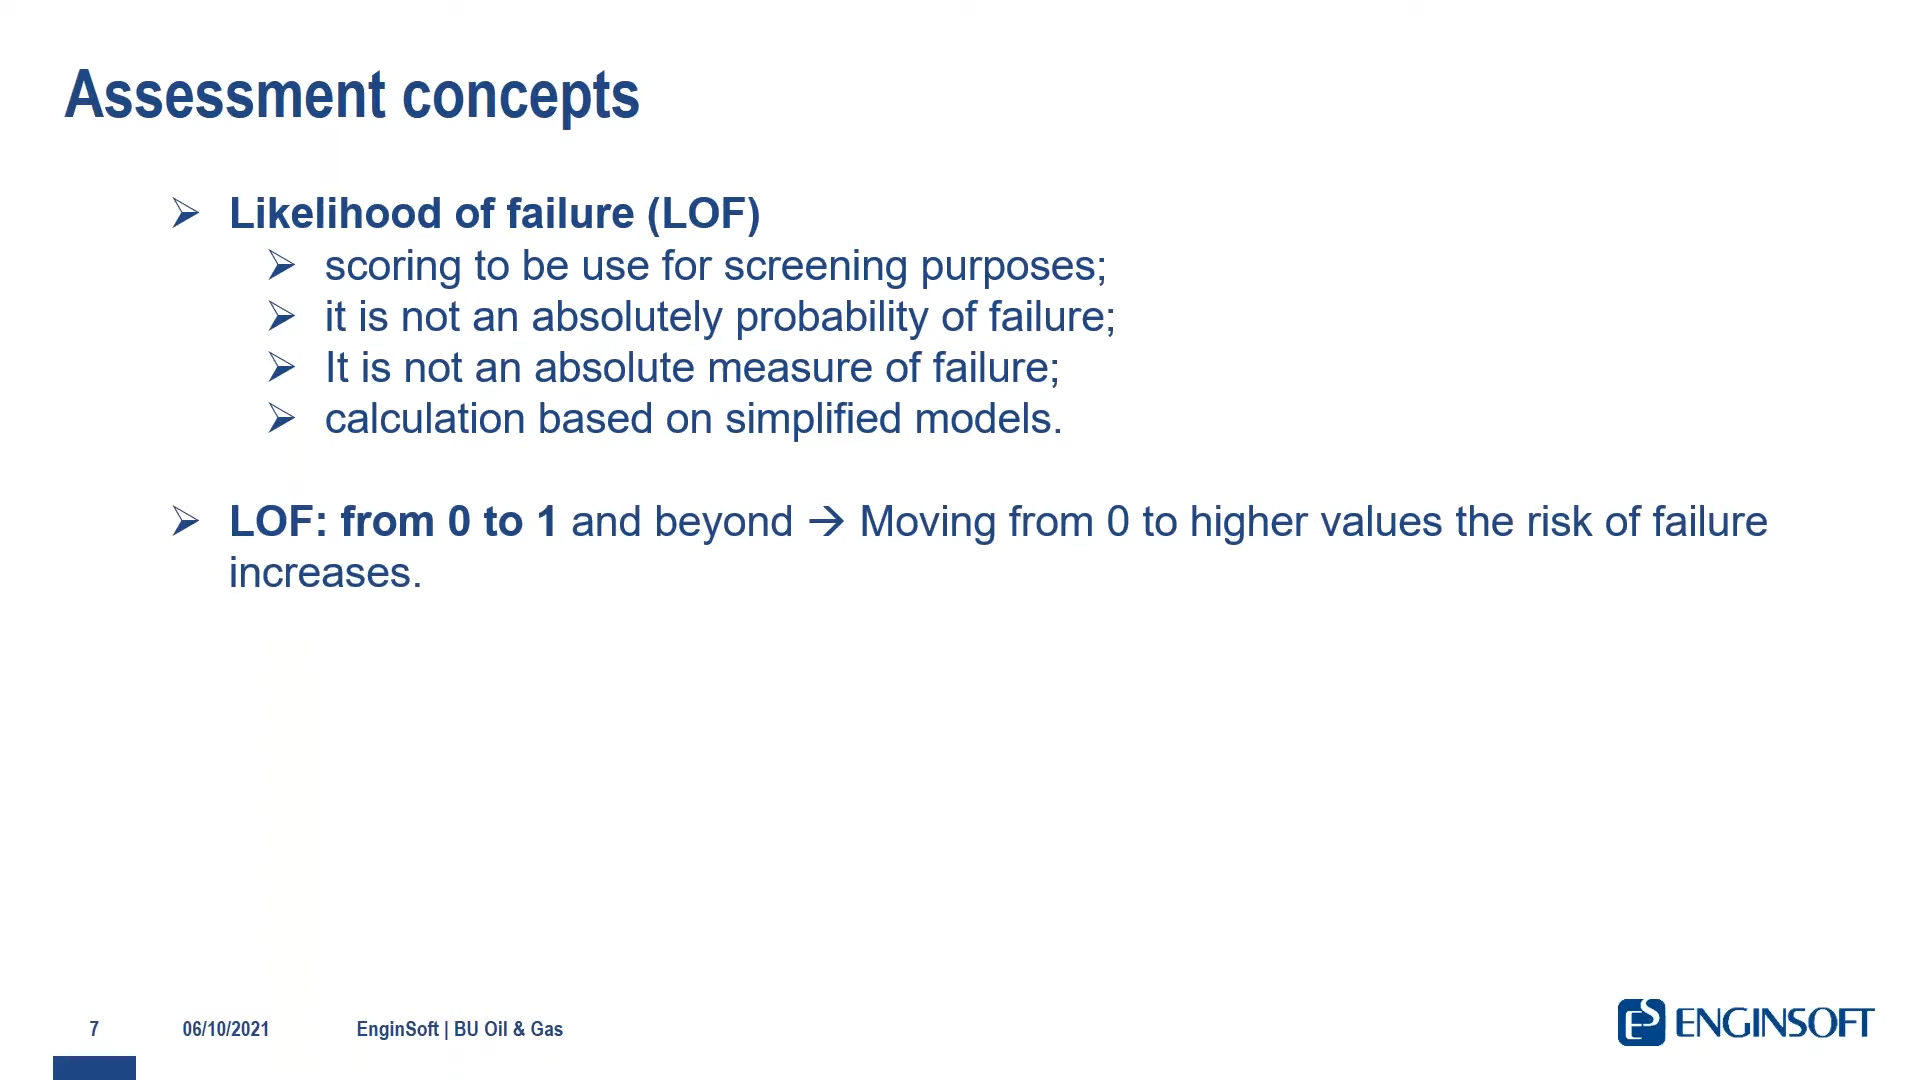 Assessment concepts
➢ Likelihood of failure (LOF)
➢ scoring to be use for screening purposes;
➢ it is not an absolutely probability of failure;
➢ It is not an absolute measure of failure;
➢ calculation based on simplified models.
➢ LOF: from 0 to 1 and beyond → Moving from 0 to higher values the risk of failure
increases.
7 06/10/2021 EnginSoft | BU Oil & Gas
ES ENGINSOFT